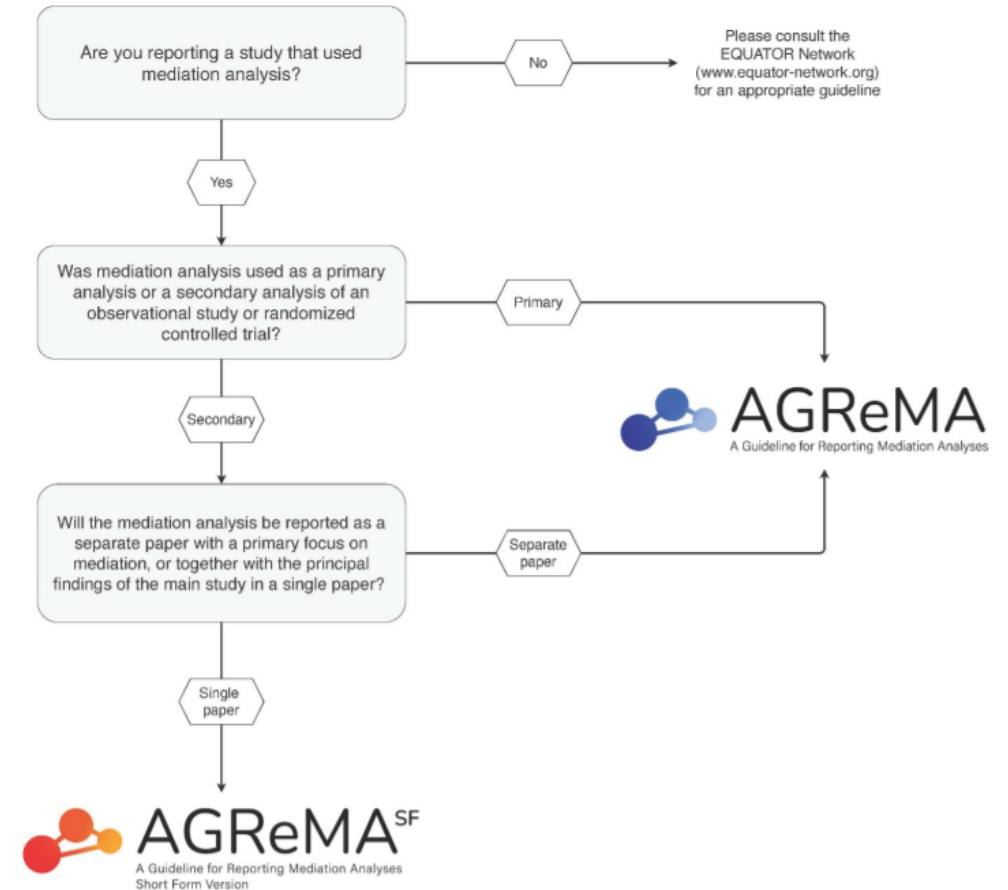 Are you reporting a study that used
mediation analysis?
No
Please consult the
EQUATOR Network
(www.equator-network.org)
for an appropriate guideline
Yes
Was mediation analysis used as a primary
analysis or a secondary analysis of an
observational study or randomized
controlled trial?
Primary
AGReMA
A Guideline for Reporting Mediation Analyses
Secondary
Will the mediation analysis be reported as a
separate paper with a primary focus on
mediation, or together with the principal
findings of the main study in a single paper?
Separate
paper
Single
paper
AGReMA SF
A Guideline for Reporting Mediation Analyses
Short Form Version